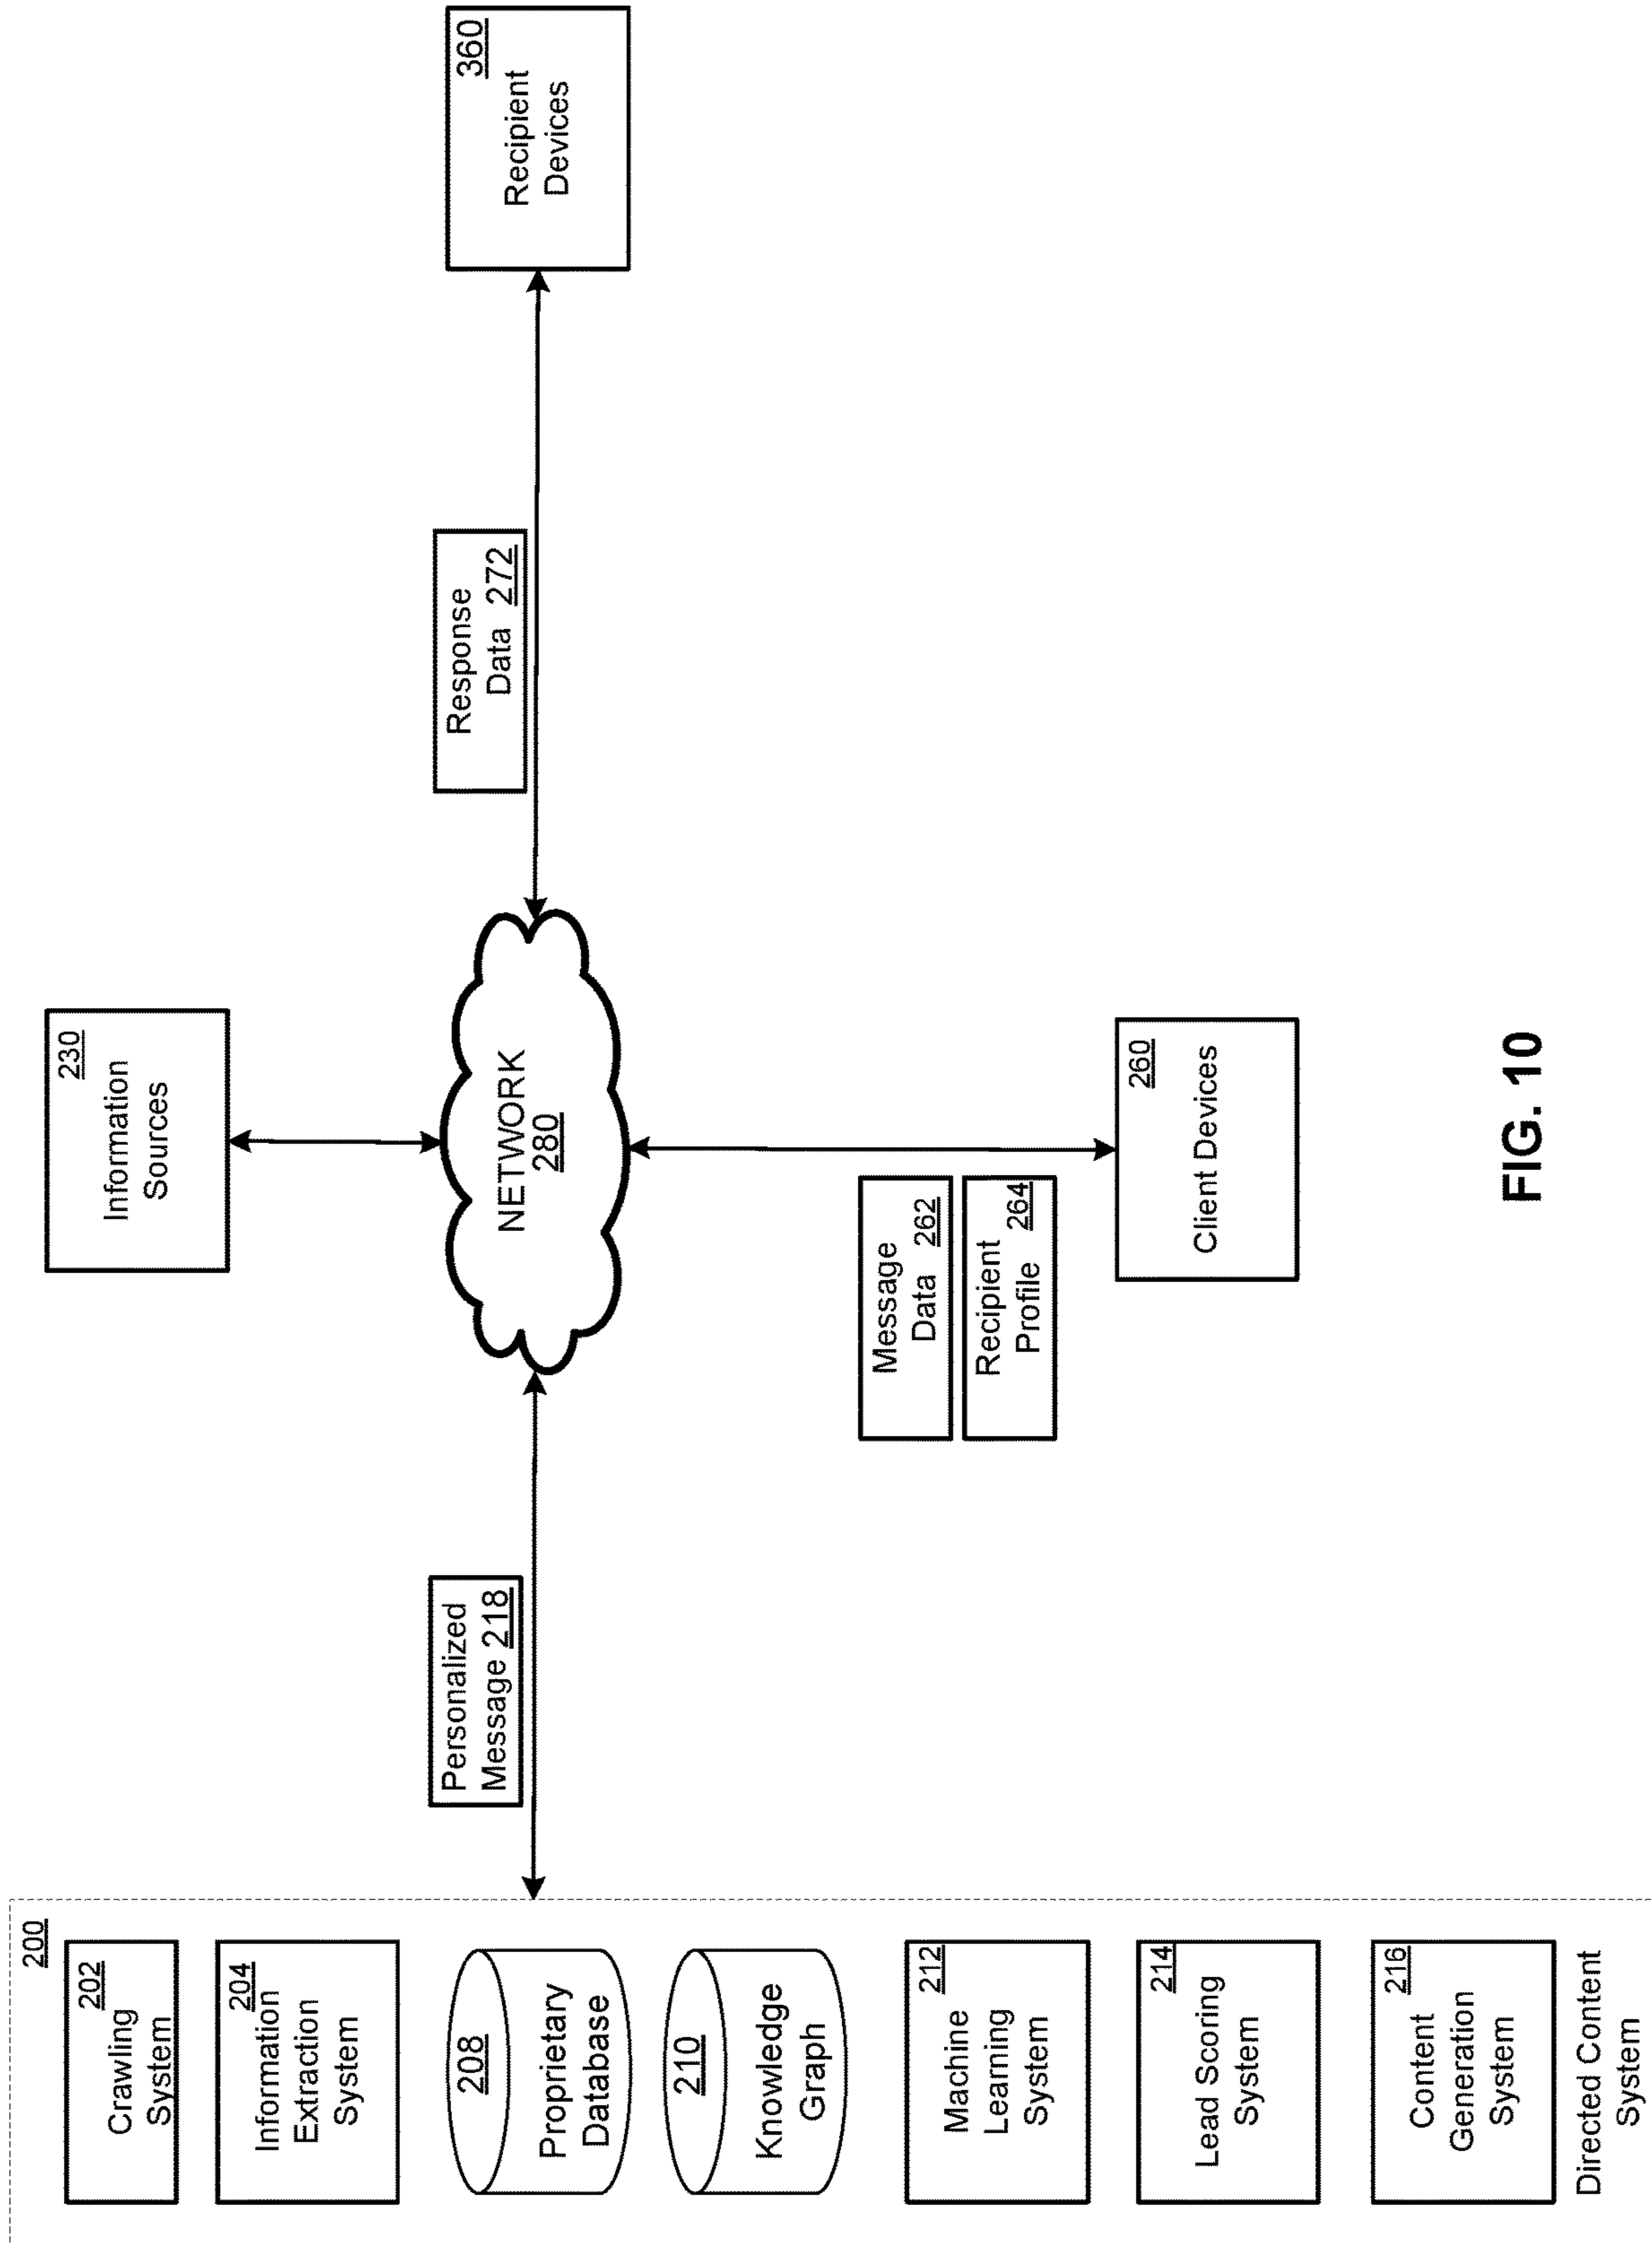 200
202
Crawling
System
204
Information
Extraction
System
208
Proprietary
Database
210
Knowledge
Graph
212
Machine
Learning
System
214
Lead Scoring
System
216
Content
Generation
System
Directed Content
System
Personalized
Message 218
230
Information
Sources
NETWORK
280
Message
Data 262
Recipient
Profile 264
260
Client Devices
Response
Data 272
360
Recipient
Devices
FIG. 10